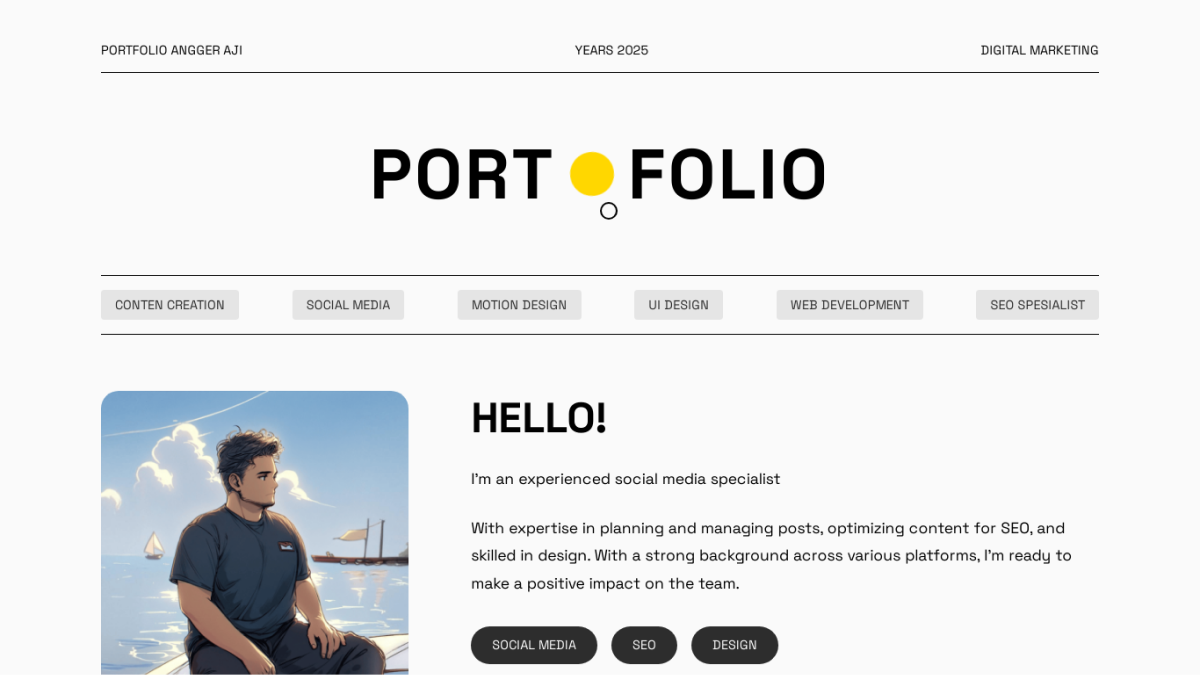 PORTFOLIO ANGGER AJI
YEARS 2025
DIGITAL MARKETING
PORT FOLIO
CONTEN CREATION
SOCIAL MEDIA
MOTION DESIGN
UI DESIGN
WEB DEVELOPMENT
SEO SPESIALIST
HELLO!
I'm an experienced social media specialist
With expertise in planning and managing posts, optimizing content for SEO, and
skilled in design. With a strong background across various platforms, I'm ready to
make a positive impact on the team.
SOCIAL MEDIA
SEO
DESIGN